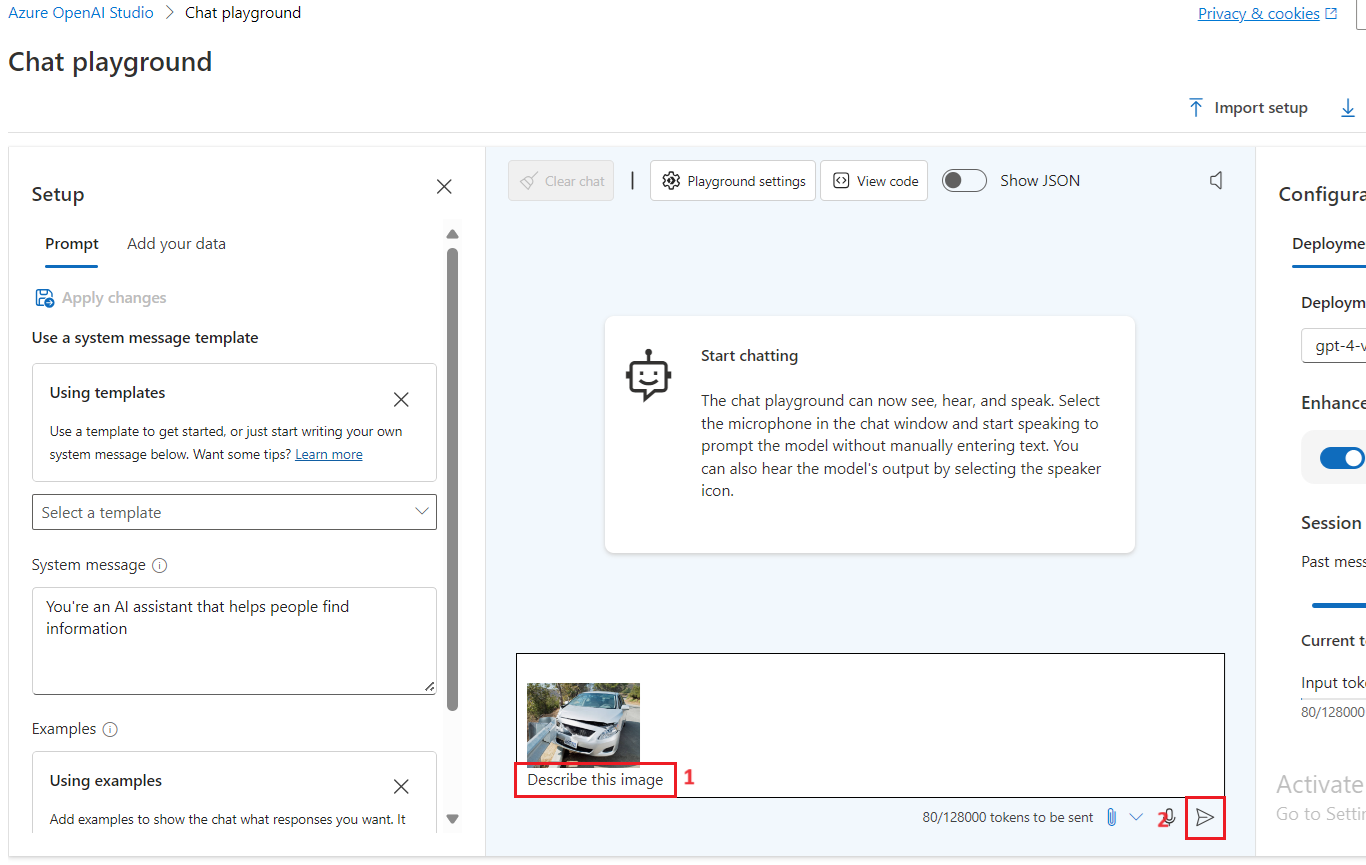 Azure OpenAI Studio > Chat playground
Privacy & cookies
Chat playground
Import setup
Setup
Prompt
Add your data
Apply changes
Use a system message template
Using templates
Use a template to get started, or just start writing your own
system message below. Want some tips? Learn more
Select a template
System message
You're an AI assistant that helps people find
information
Examples
Using examples
Add examples to show the chat what responses you want. It
Clear chat
Playground settings
View code
Show JSON
Start chatting
The chat playground can now see, hear, and speak. Select
the microphone in the chat window and start speaking to
prompt the model without manually entering text. You
can also hear the model's output by selecting the speaker
icon.
Describe this image
1
80/128000 tokens to be sent
2
Configura
Deployme
Deploym
gpt-4-v
Enhance
Session
Past mess
Current t
Input tok
80/128000
Activate
Go to Settin